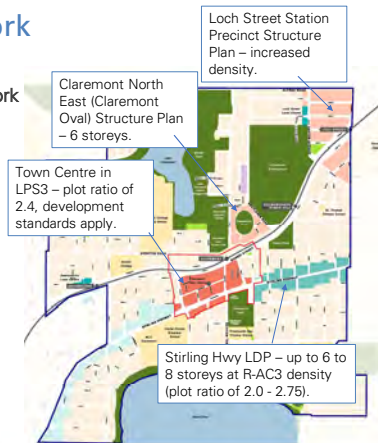 rk
Loch Street Station
Precinct Structure
Plan – increased
density.
ork
Claremont North
East (Claremont
Oval) Structure Plan
– 6 storeys.
Town Centre in
LPS3 – plot ratio of
2.4, development
standards apply.
Stirling Hwy LDP – up to 6 to
8 storeys at R-AC3 density
(plot ratio of 2.0 - 2.75).